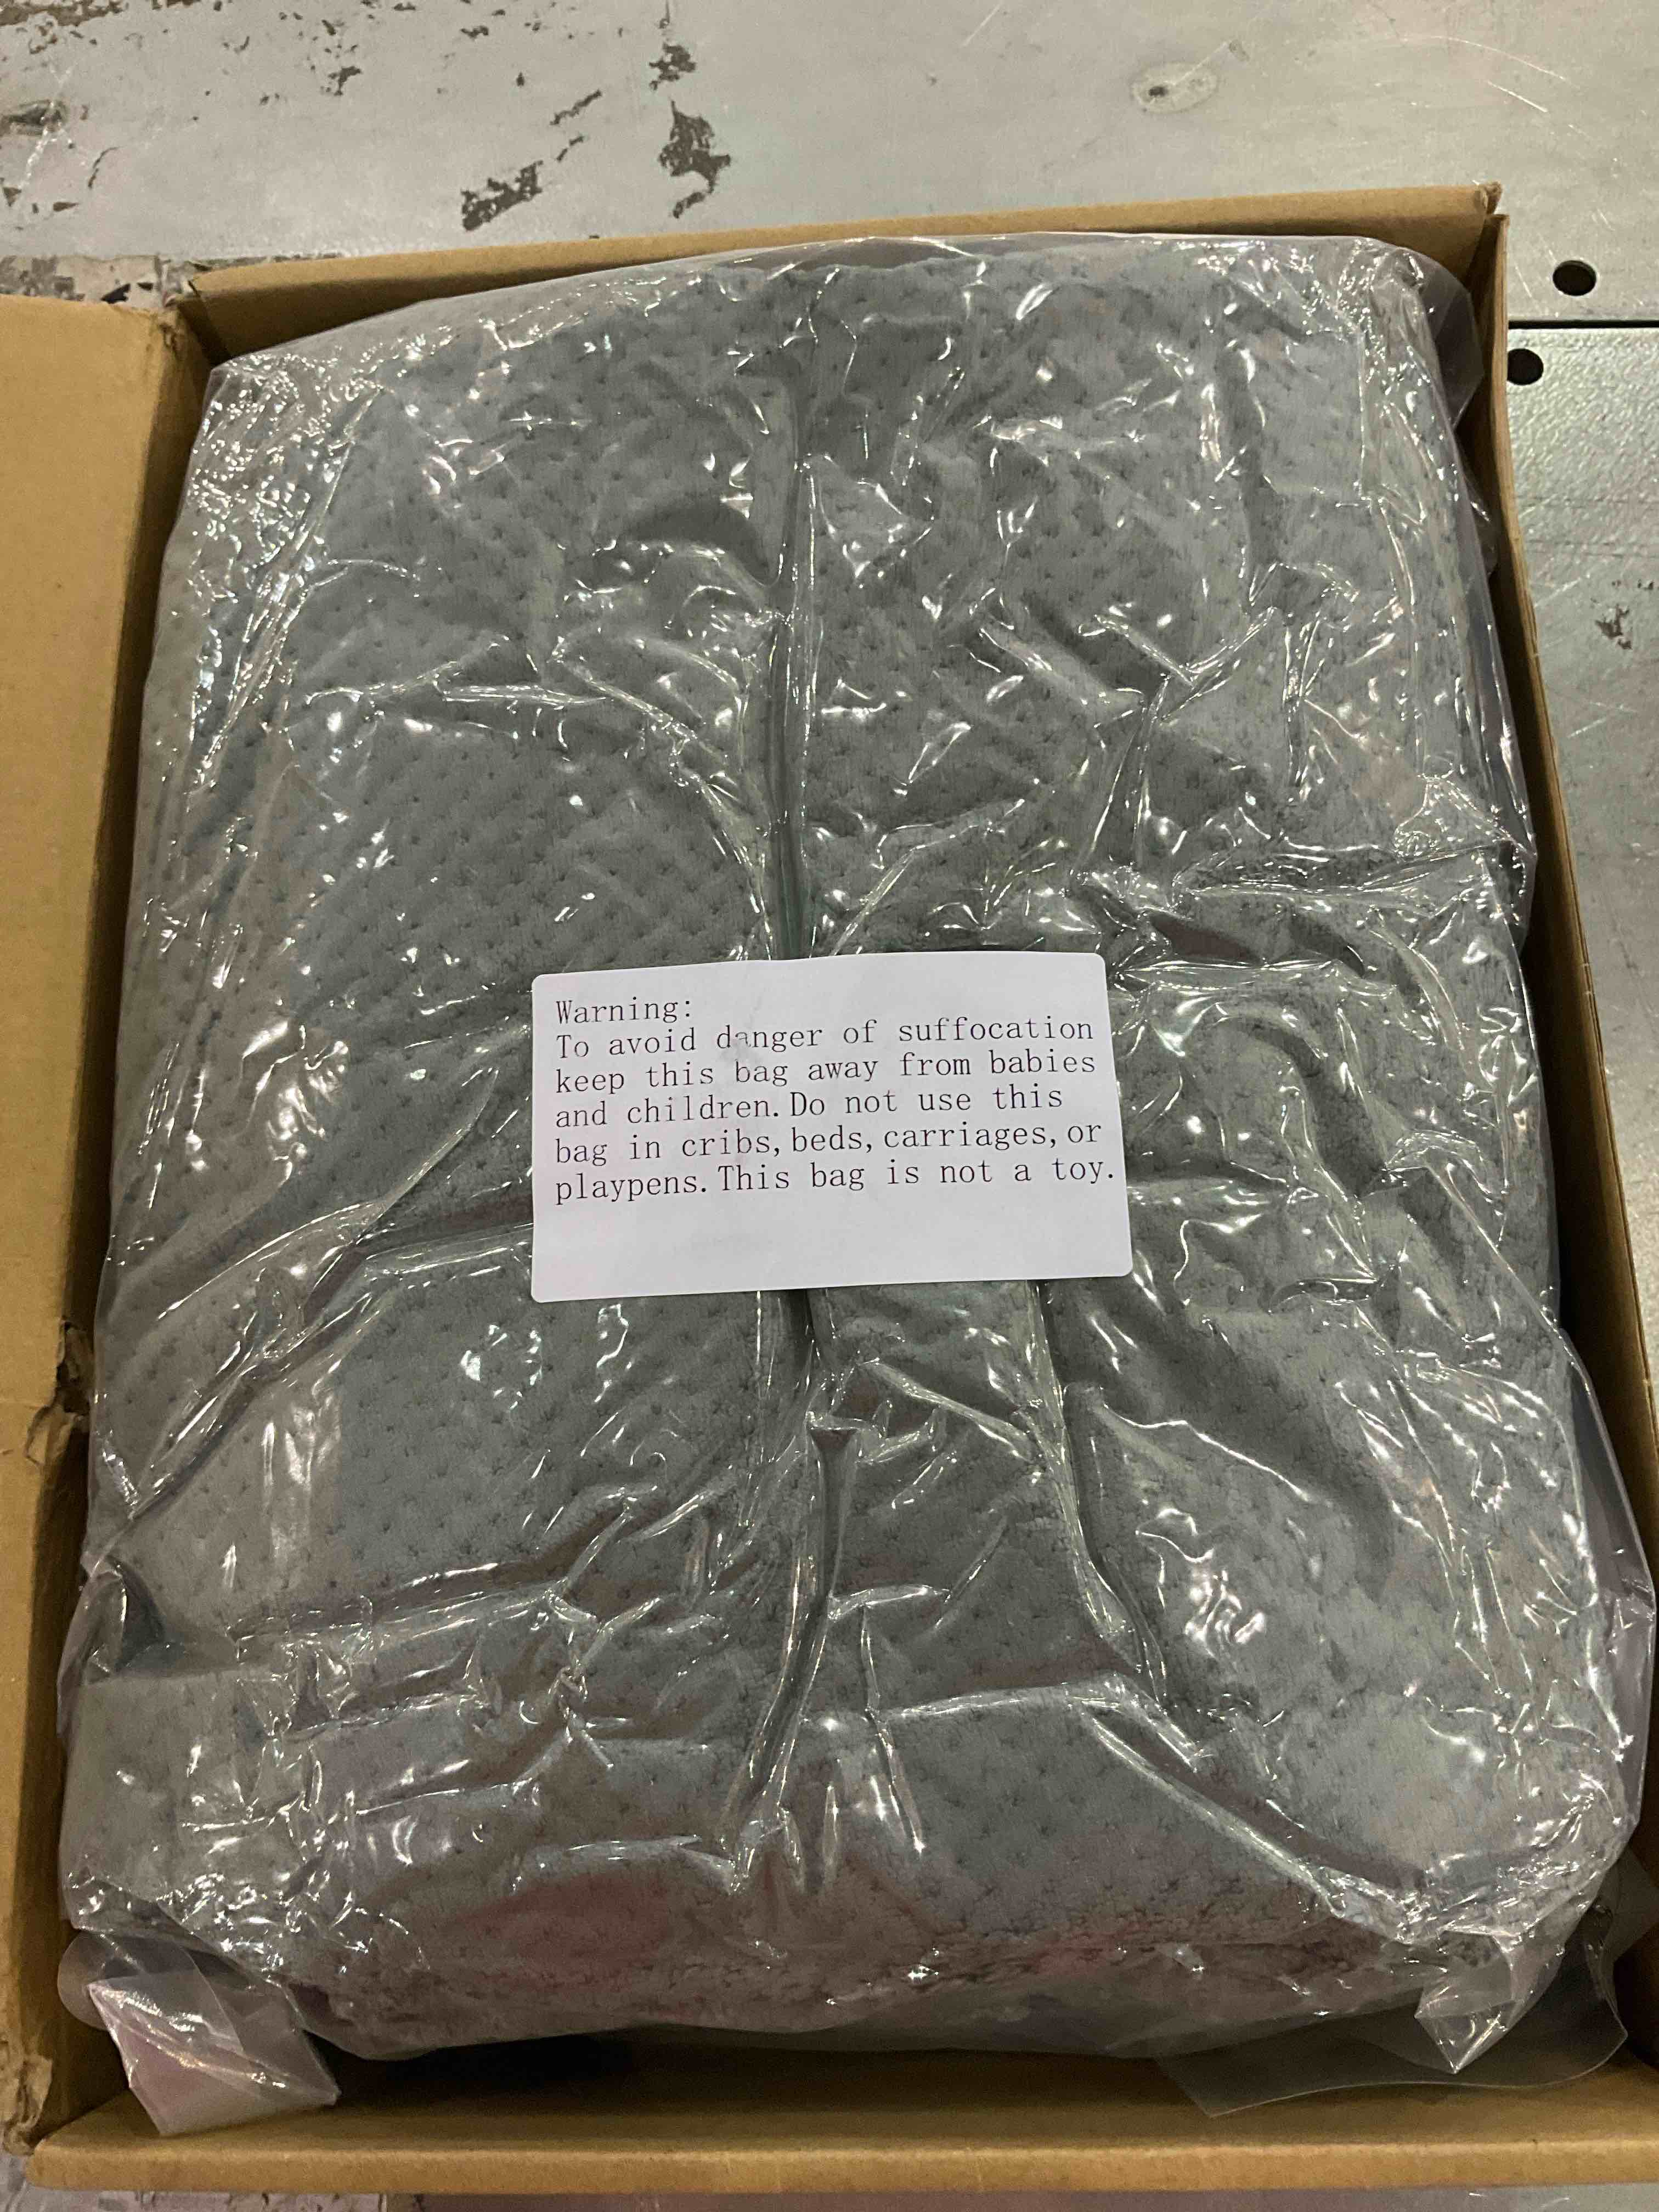 Warning:
To avoid danger of suffocation
keep this bag away from babies
and children. Do not use this
bag in cribs, beds, carriages, or
playpens. This bag is not a toy.